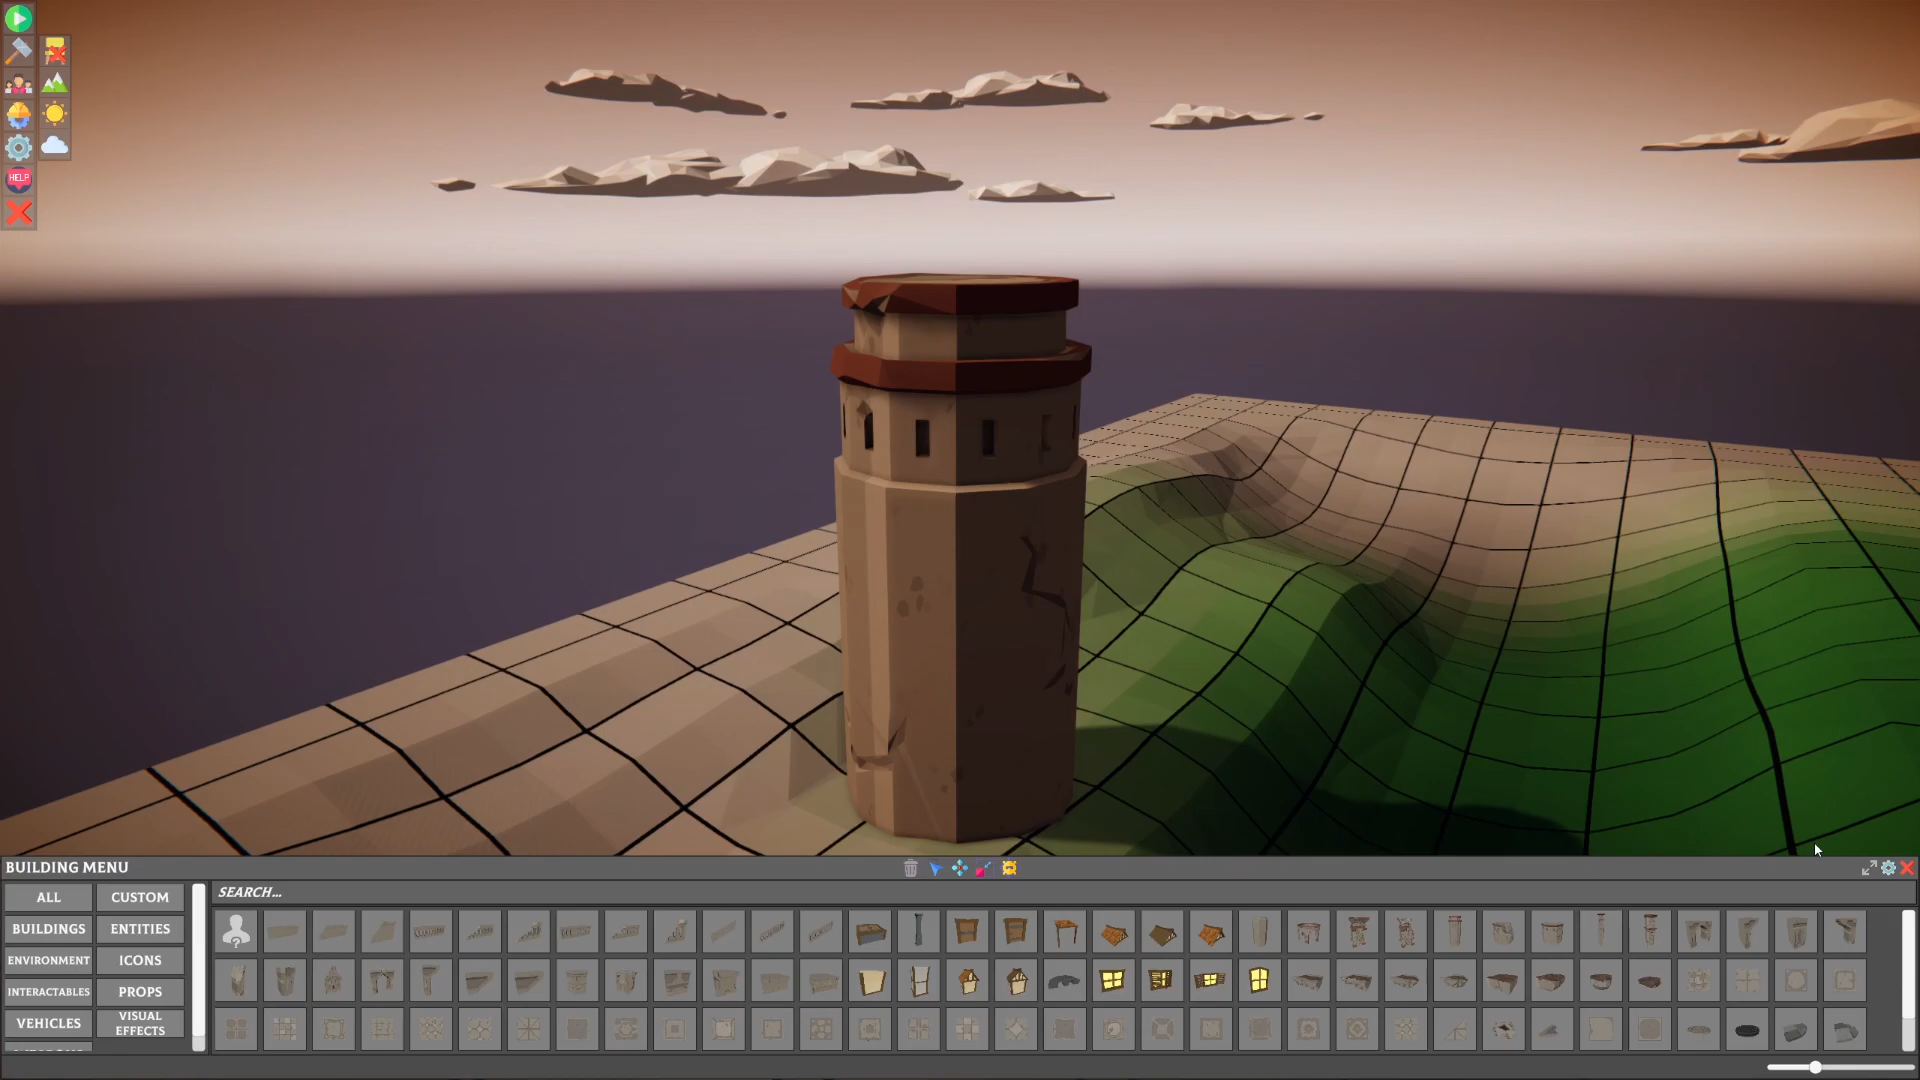 HELP
BUILDING MENU
ALL
CUSTOM
SEARCH...
BUILDINGS
ENTITIES
ENVIRONMENT
ICONS
INTERACTABLES
PROPS
VEHICLES
VISUAL
EFFECTS